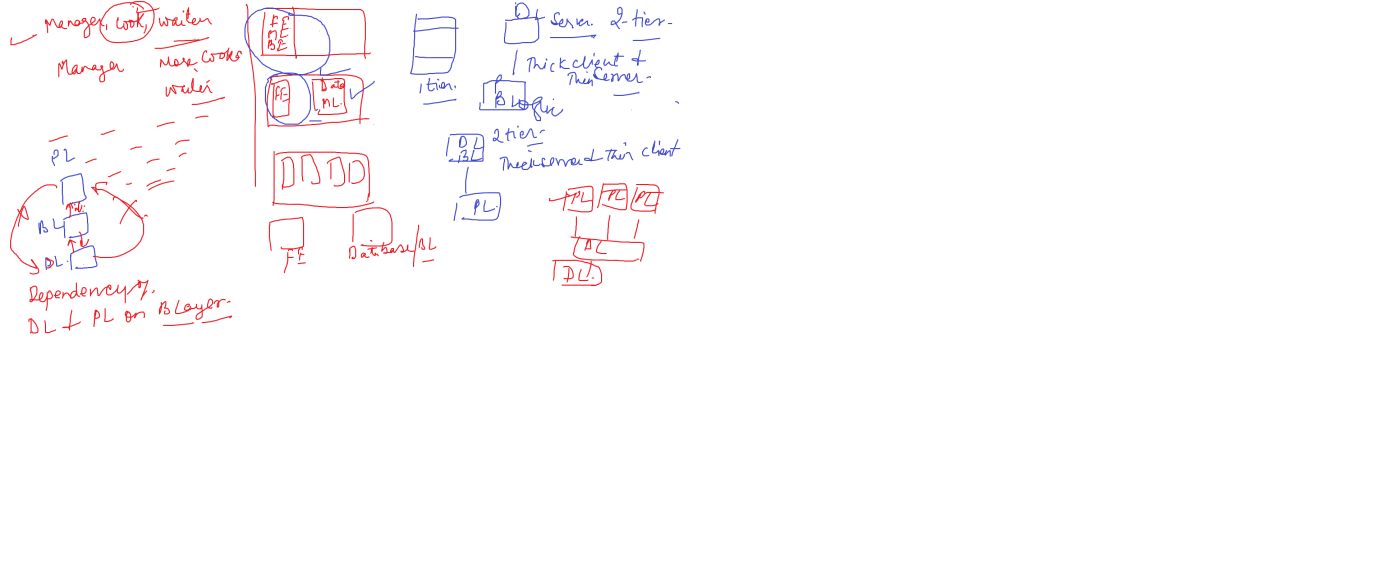 Manager, cook, waiter
Manager
More Cooks
waiter
PL
BL
DL.
Dependency of
DL + PL on BLayer.
FE
ME
BE
FE
Data
ML.
FE
Database/BL
1 tier.
DL
Server. 2-tier.
Thick client &
Thin Server.
BLogic
DL
BL
2 tier.
Thick server & Thin client
PL.
PL PL PL
BL
DL.